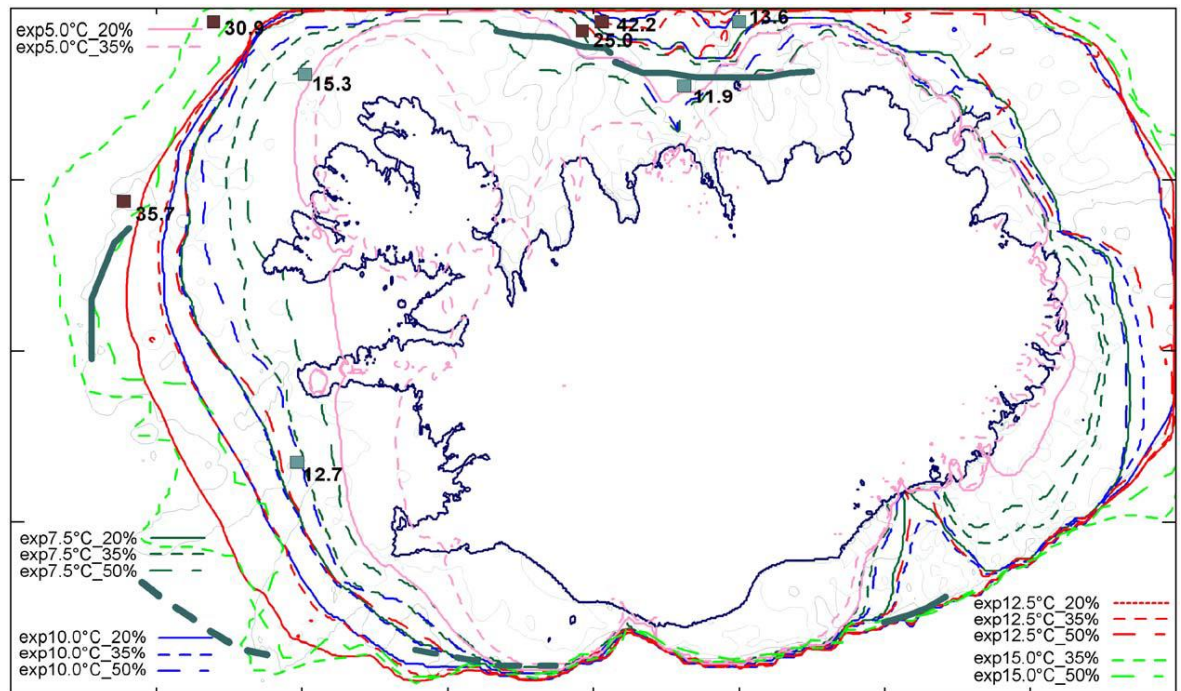 exp5.0°C_20%
exp5.0°C_35%
30.9
42.2
25.0
13.6
15.3
11.9
35.7
12.7
exp7.5°C_20%
exp7.5°C_35%
exp7.5°C_50%
exp10.0°C_20%
exp10.0°C_35%
exp10.0°C_50%
exp12.5°C_20%
exp12.5°C_35%
exp12.5°C_50%
exp15.0°C_35%
exp15.0°C_50%